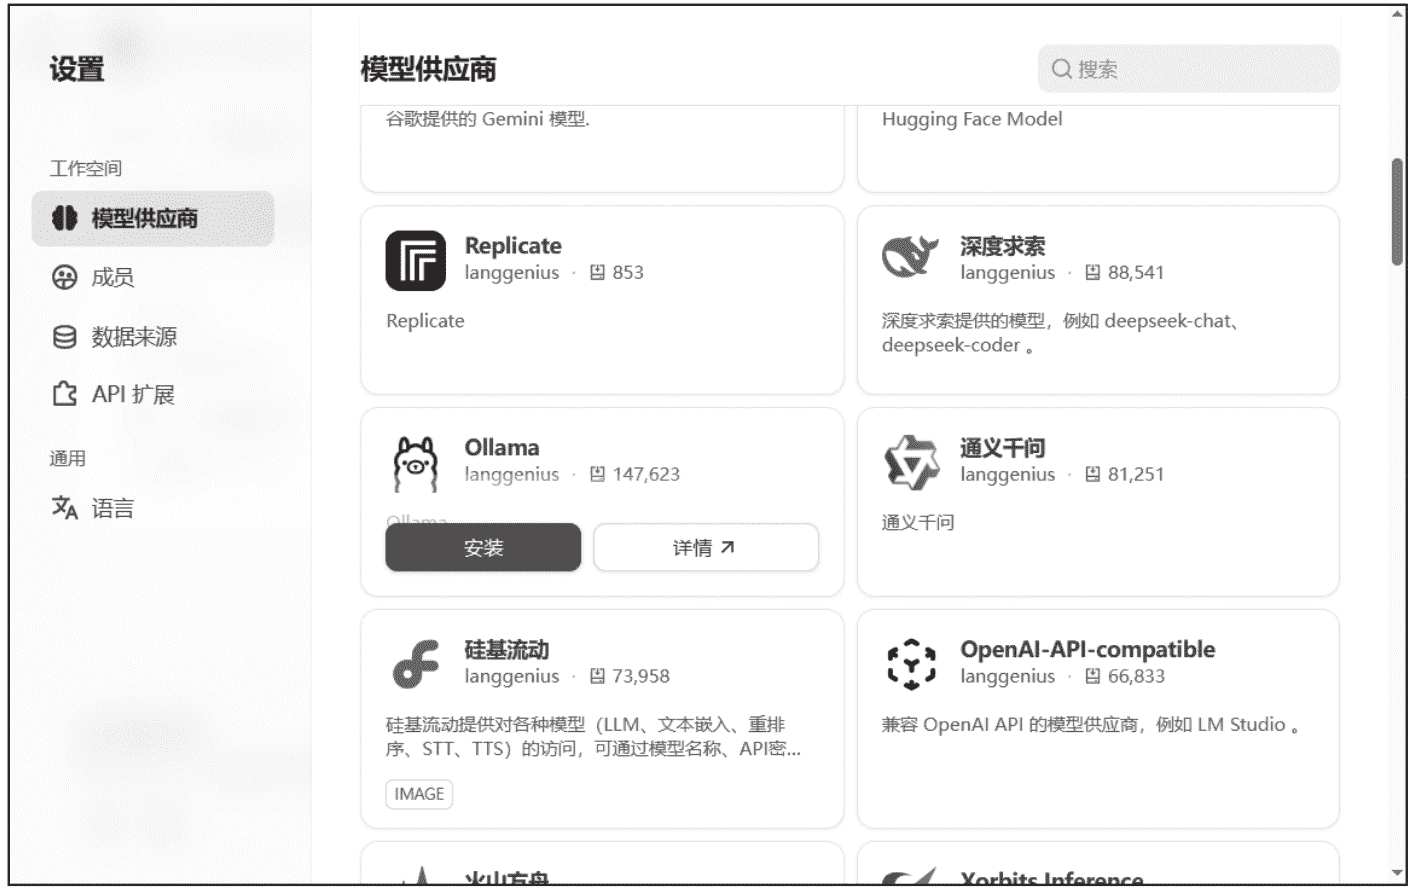 设置
工作空间
模型供应商
成员
数据来源
API 扩展
通用
语言
模型供应商
搜索
谷歌提供的 Gemini 模型.
Hugging Face Model
Replicate
langgenius · 853
Replicate
深度求索
langgenius · 88,541
深度求索提供的模型，例如 deepseek-chat、
deepseek-coder 。
Ollama
langgenius · 147,623
Ollama
安装
详情
通义千问
langgenius · 81,251
通义千问
硅基流动
langgenius · 73,958
硅基流动提供对各种模型（LLM、文本嵌入、重排
序、STT、TTS）的访问，可通过模型名称、API密...
IMAGE
OpenAI-API-compatible
langgenius · 66,833
兼容 OpenAI API 的模型供应商，例如 LM Studio 。
火山方舟
Xorbits Inference